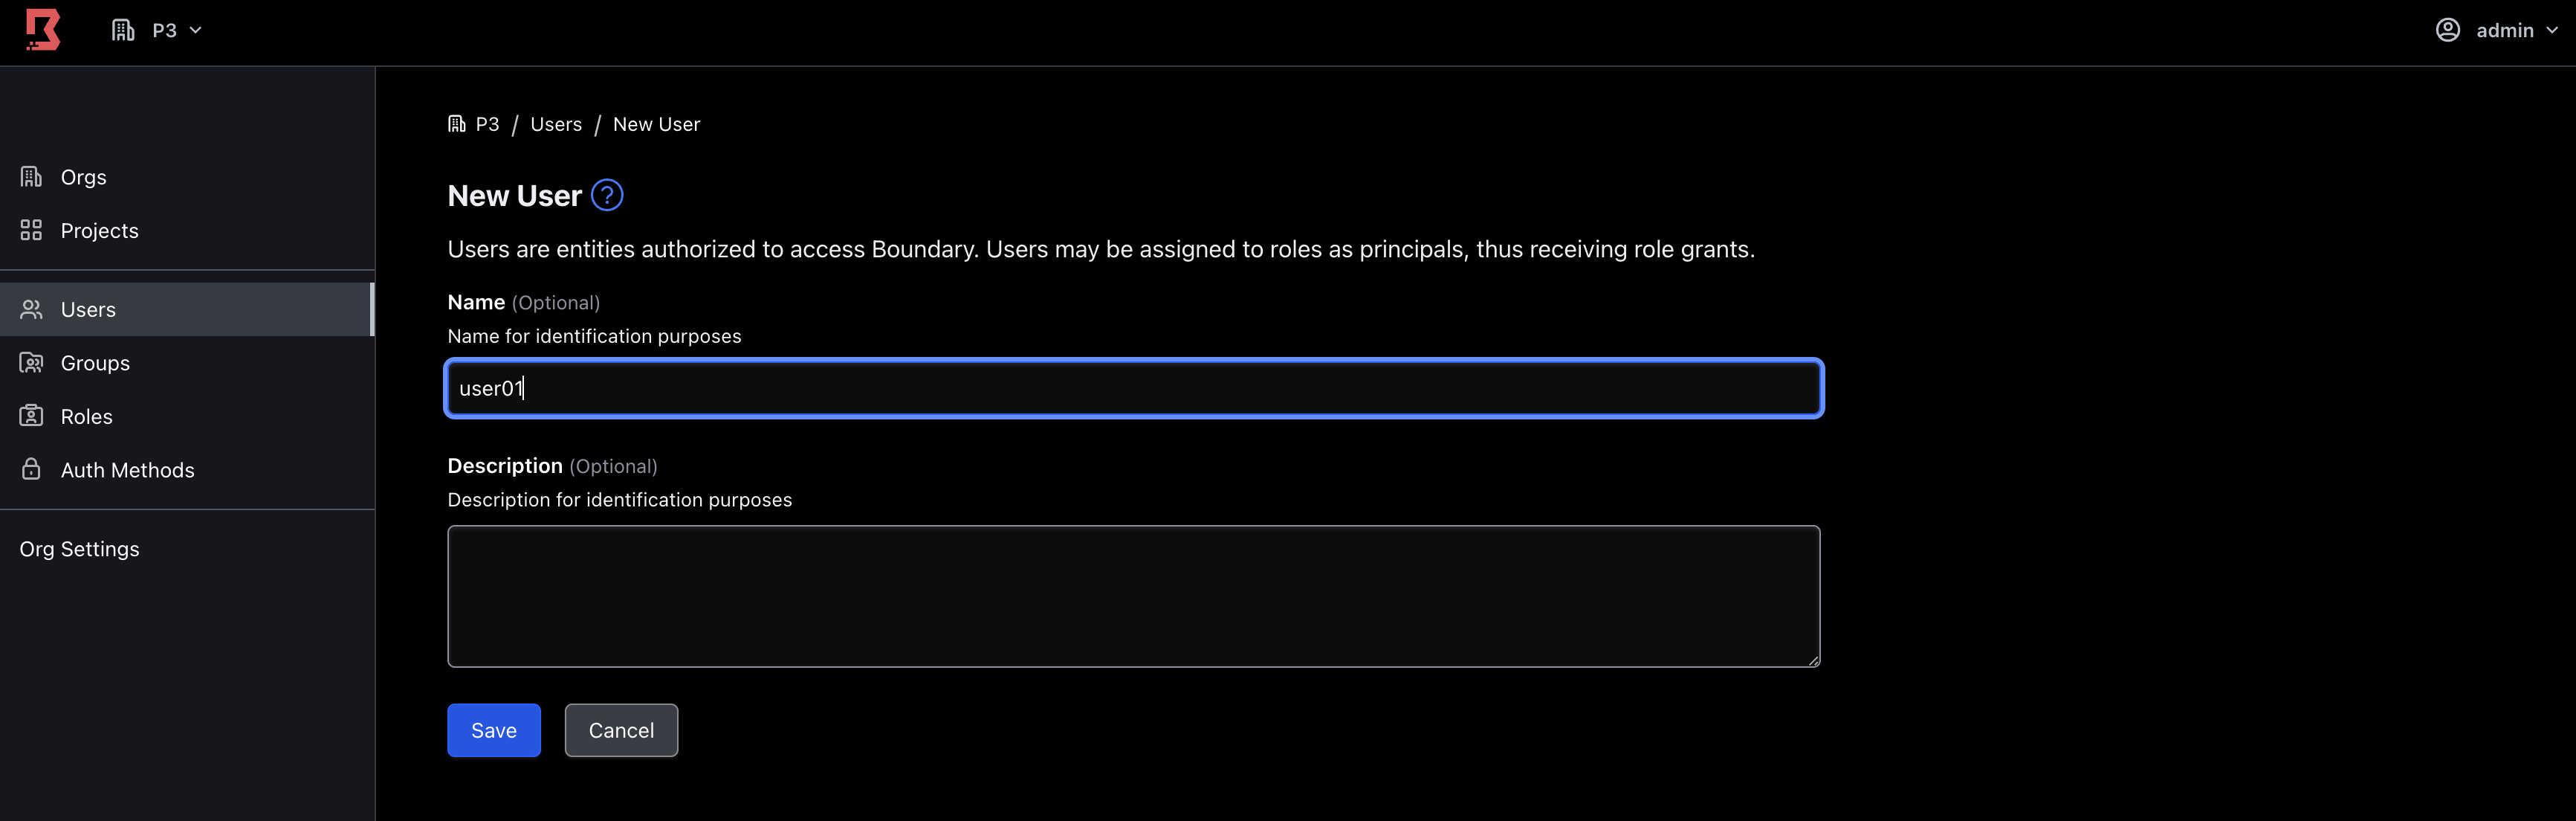 P3
admin
Orgs
Projects
Users
Groups
Roles
Auth Methods
Org Settings
P3 / Users / New User
New User ?
Users are entities authorized to access Boundary. Users may be assigned to roles as principals, thus receiving role grants.
Name (Optional)
Name for identification purposes
user01
Description (Optional)
Description for identification purposes
Save Cancel